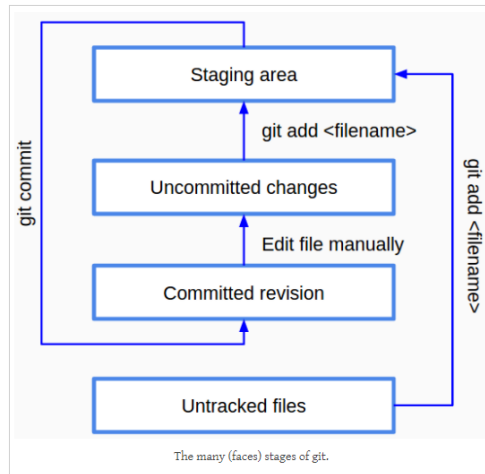 Staging area
git add <filename>
Uncommitted changes
Edit file manually
Committed revision
Untracked files
git commit
git add <filename>
The many (faces) stages of git.